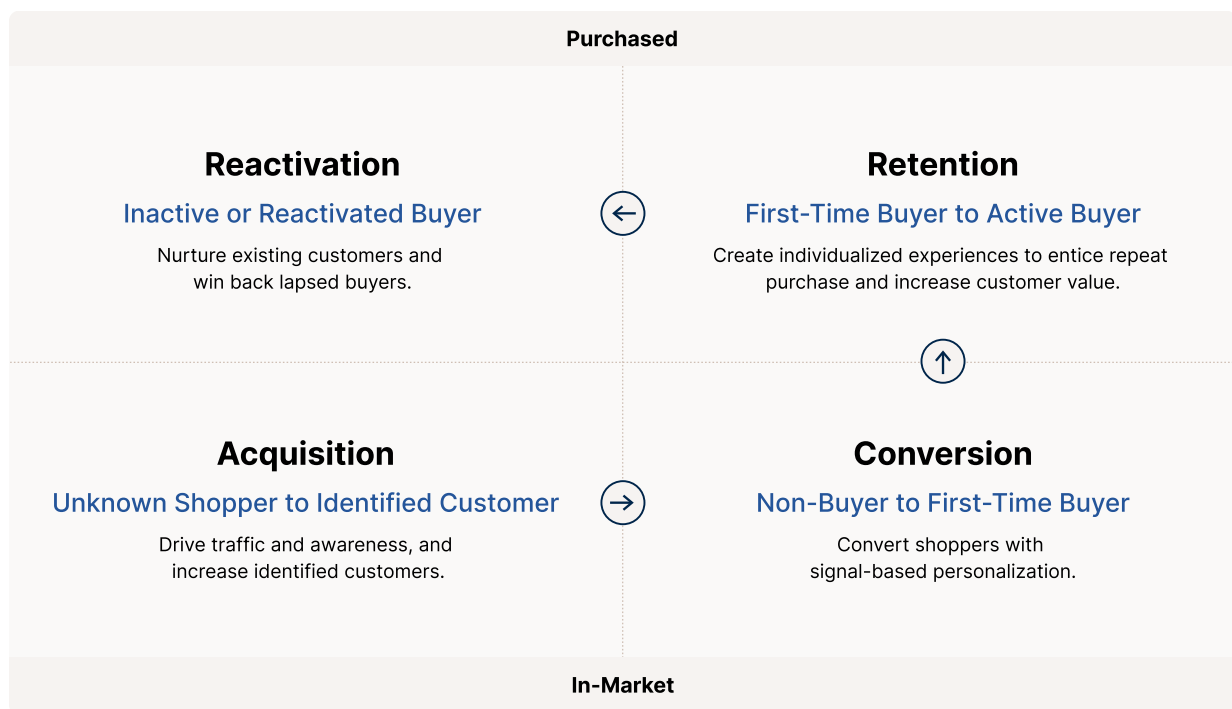 Purchased
Reactivation
Inactive or Reactivated Buyer
Nurture existing customers and
win back lapsed buyers.
Retention
First-Time Buyer to Active Buyer
Create individualized experiences to entice repeat
purchase and increase customer value.
Acquisition
Unknown Shopper to Identified Customer
Drive traffic and awareness, and
increase identified customers.
Conversion
Non-Buyer to First-Time Buyer
Convert shoppers with
signal-based personalization.
In-Market